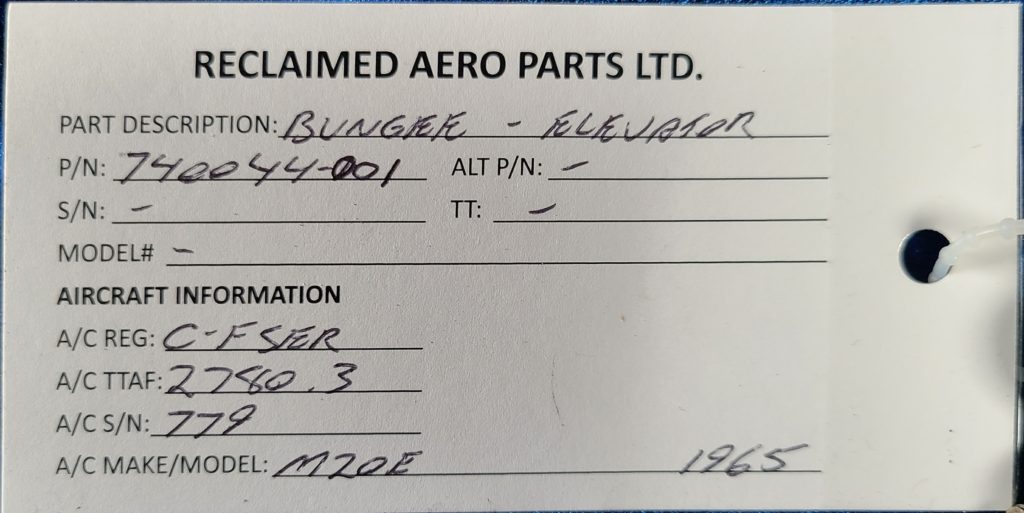 RECLAIMED AERO PARTS LTD.
PART DESCRIPTION: BUNGEE - ELEVATOR
P/N: 740044-001 ALT P/N: -
S/N: - TT: -
MODEL# -
AIRCRAFT INFORMATION
A/C REG: C-FSER
A/C TTAF: 2780.3
A/C S/N: 779
A/C MAKE/MODEL: M20E 1965